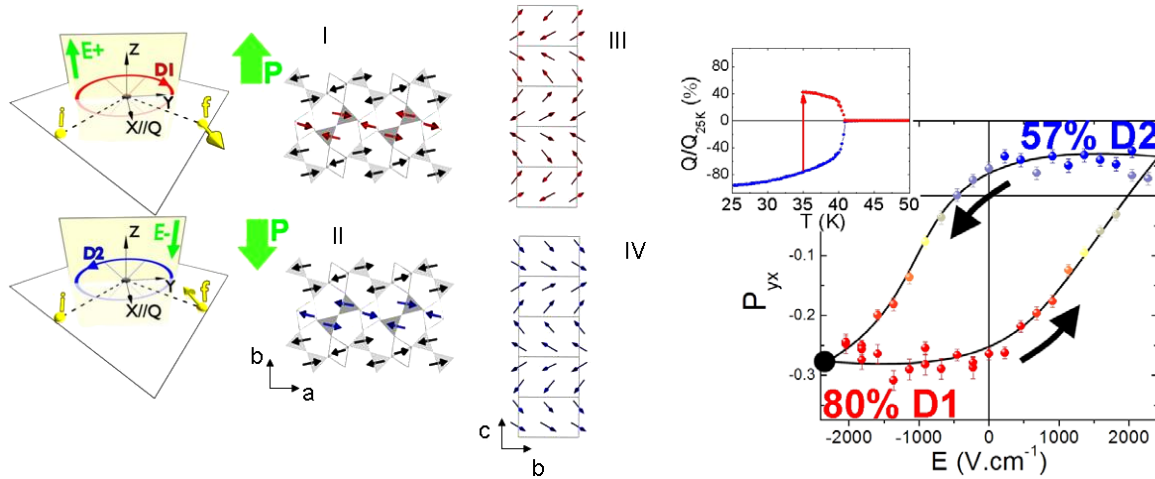 E+
Z
D1
Y
i
f
X//Q
P
I
III
E-
Z
D2
Y
i
f
X//Q
P
II
IV
b
a
c
b
Q/Q25K (%)
80
40
0
-40
-80
25 30 35 40 45 50
T (K)
57% D2
Pyx
-0.1
-0.2
-0.3
80% D1
-2000 -1000 0 1000 2000
E (V.cm-1)